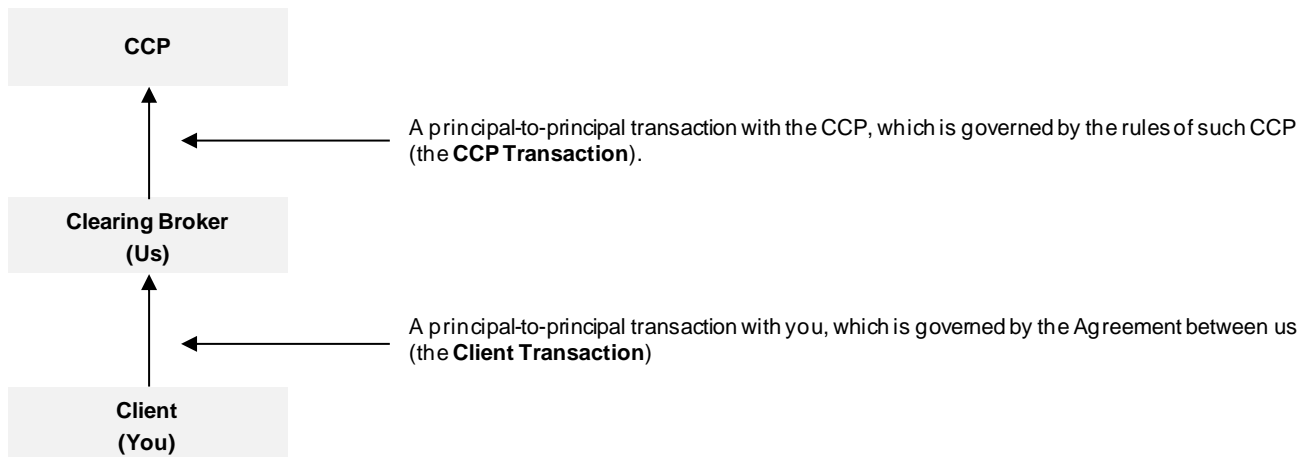 CCP
A principal-to-principal transaction with the CCP, which is governed by the rules of such CCP
(the CCP Transaction).
Clearing Broker
(Us)
A principal-to-principal transaction with you, which is governed by the Agreement between us
(the Client Transaction)
Client
(You)